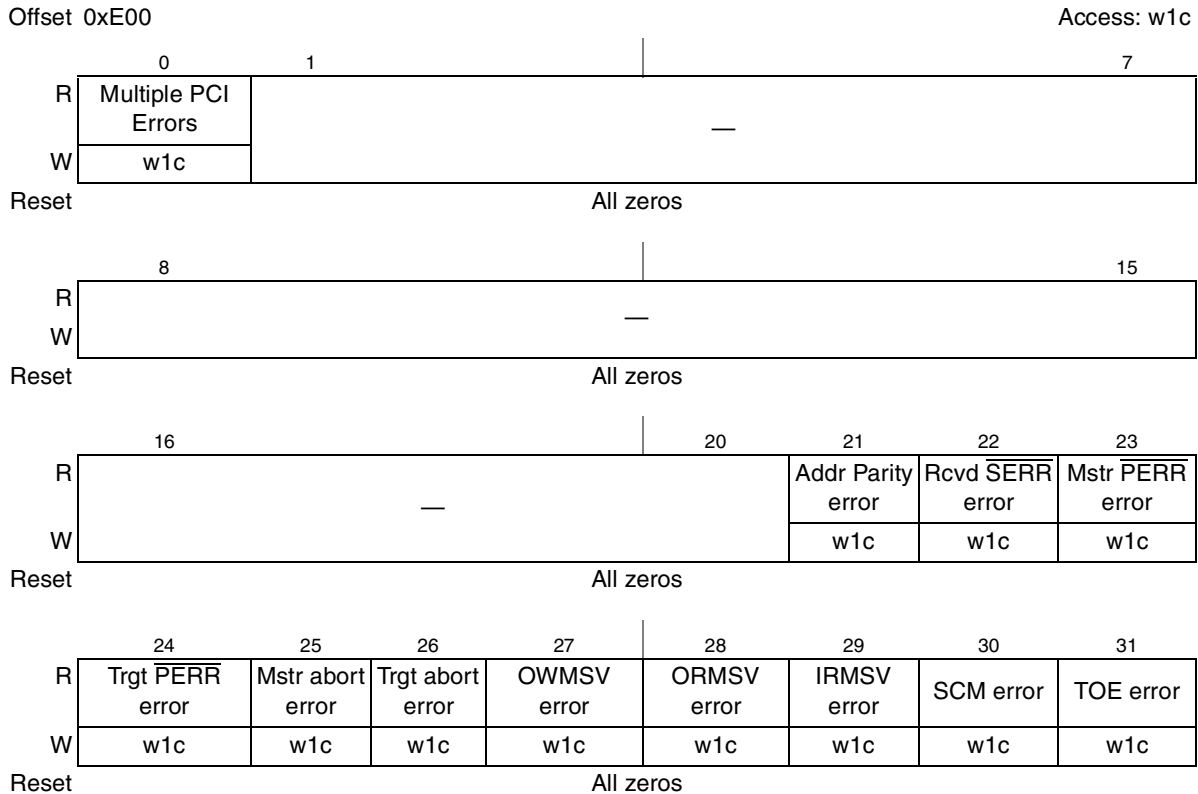 Offset 0xE00 Access: w1c
0 1 7
R Multiple PCI
Errors
—
W w1c
Reset All zeros
8 15
R
—
W
Reset All zeros
16 20 21 22 23
R Addr Parity Rcvd SERR Mstr PERR
error error error
—
W w1c w1c w1c
Reset All zeros
24 25 26 27 28 29 30 31
R Trgt PERR Mstr abort Trgt abort OWMSV ORMSV IRMSV SCM error TOE error
error error error error error error
W w1c w1c w1c w1c w1c w1c w1c w1c
Reset All zeros